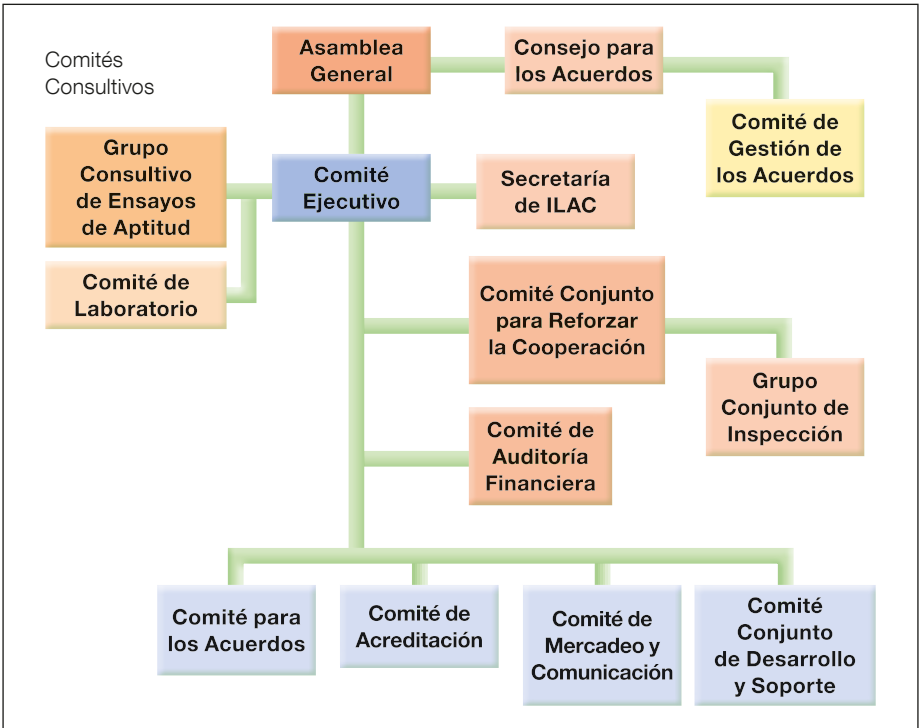 Comités
Consultivos
Asamblea
General
Consejo para
los Acuerdos
Comité de
Gestión de
los Acuerdos
Grupo
Consultivo
de Ensayos
de Aptitud
Comité
Ejecutivo
Secretaría
de ILAC
Comité de
Laboratorio
Comité Conjunto
para Reforzar
la Cooperación
Grupo
Conjunto de
Inspección
Comité de
Auditoría
Financiera
Comité para
los Acuerdos
Comité de
Acreditación
Comité de
Mercadeo y
Comunicación
Comité
Conjunto
de Desarrollo
y Soporte